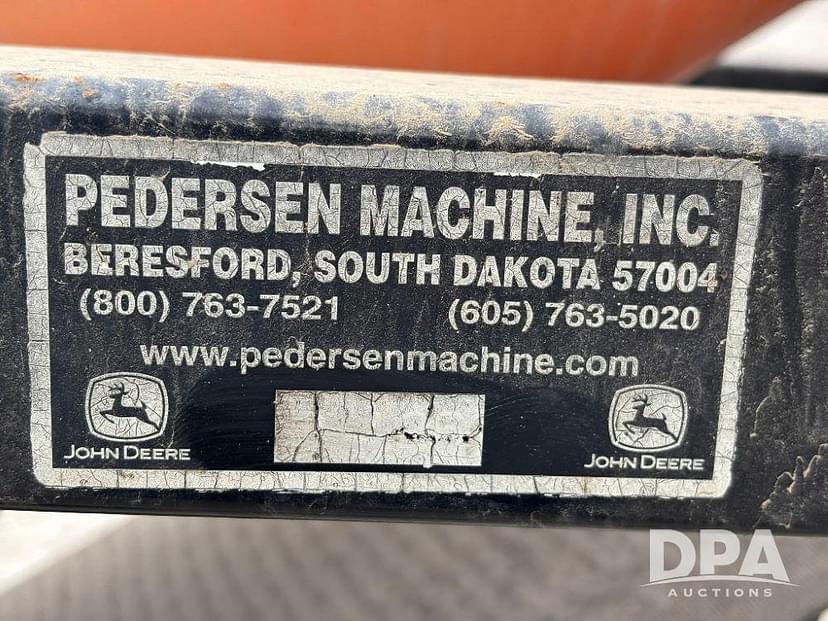 PEDERSEN MACHINE, INC.
BERESFORD, SOUTH DAKOTA 57004
(800) 763-7521 (605) 763-5020
www.pedersenmachine.com
JOHN DEERE JOHN DEERE
DPA
AUCTIONS